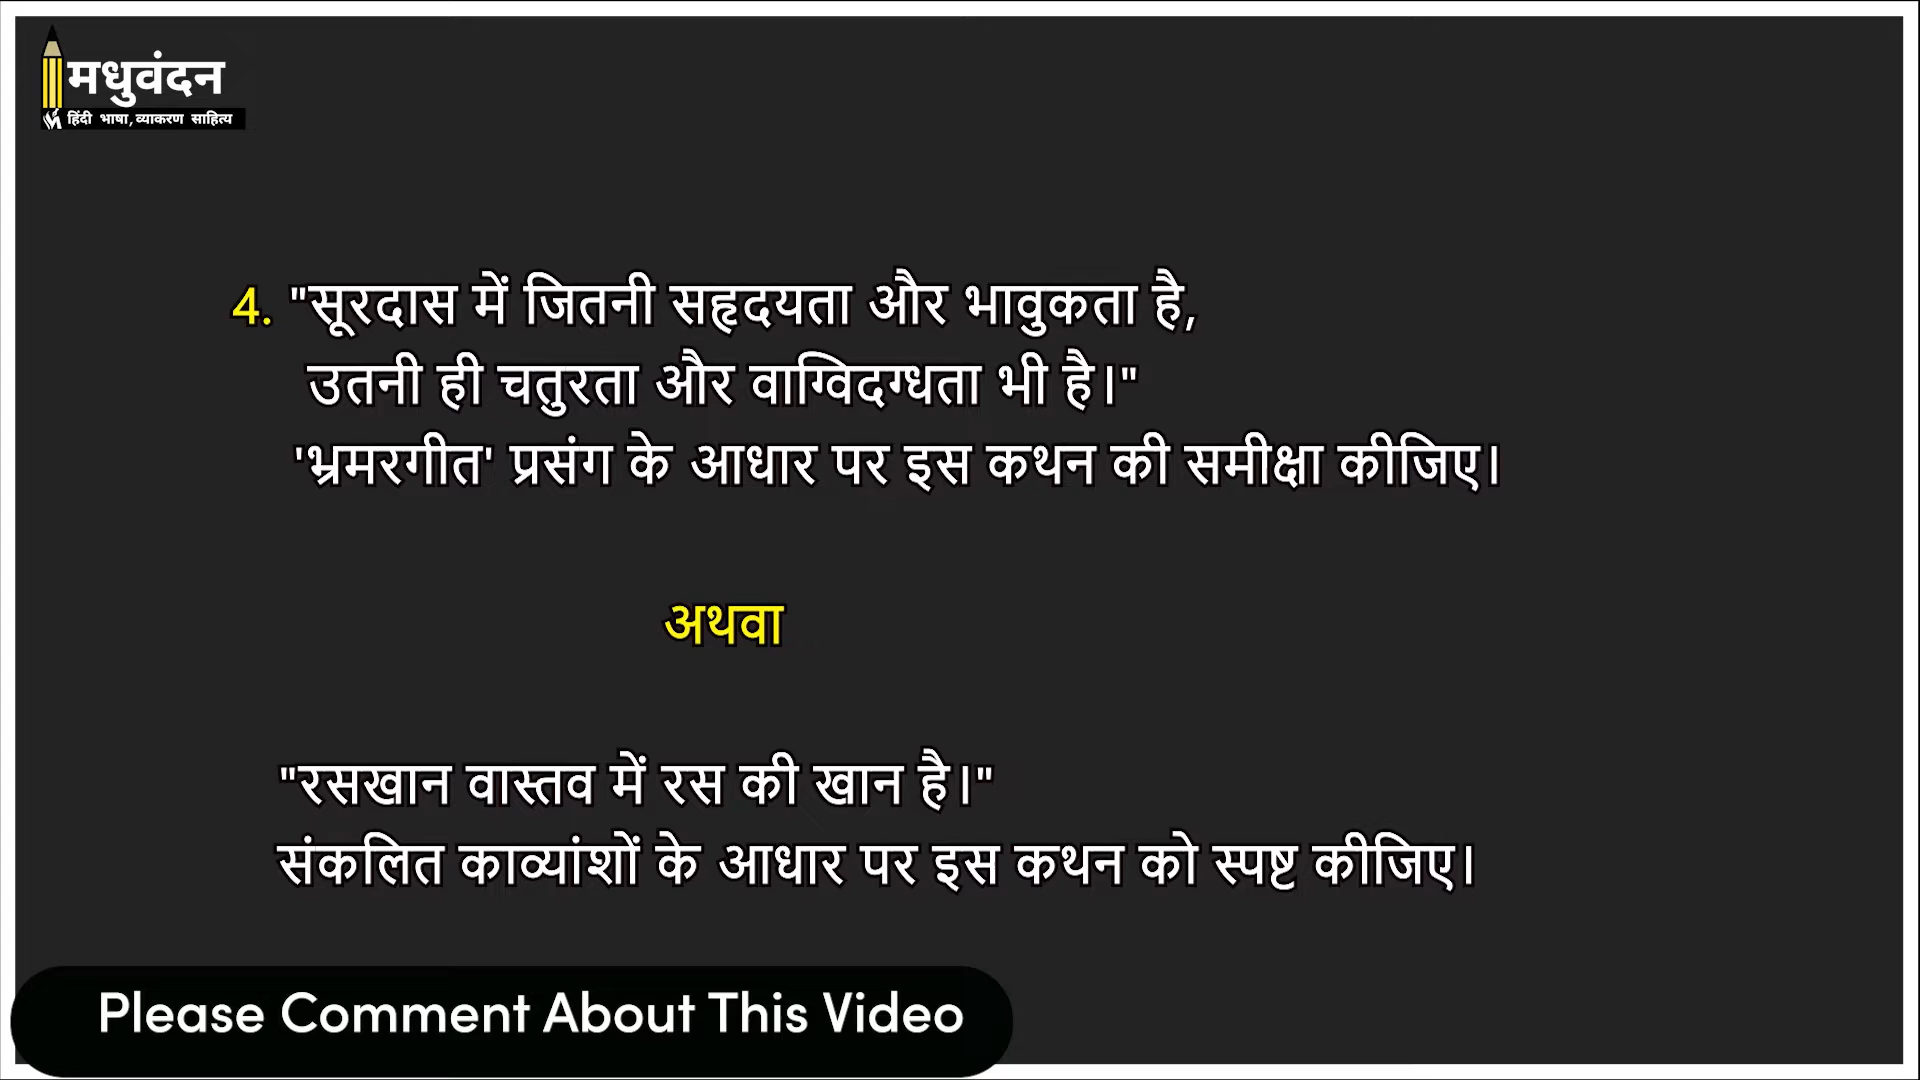 मधुवंदन
हिंदी भाषा,व्याकरण साहित्य
4. "सूरदास में जितनी सहृदयता और भावुकता है,
उतनी ही चतुरता और वाग्विदग्धता भी है।"
'भ्रमरगीत' प्रसंग के आधार पर इस कथन की समीक्षा कीजिए।
अथवा
"रसखान वास्तव में रस की खान है।"
संकलित काव्यांशों के आधार पर इस कथन को स्पष्ट कीजिए।
Please Comment About This Video